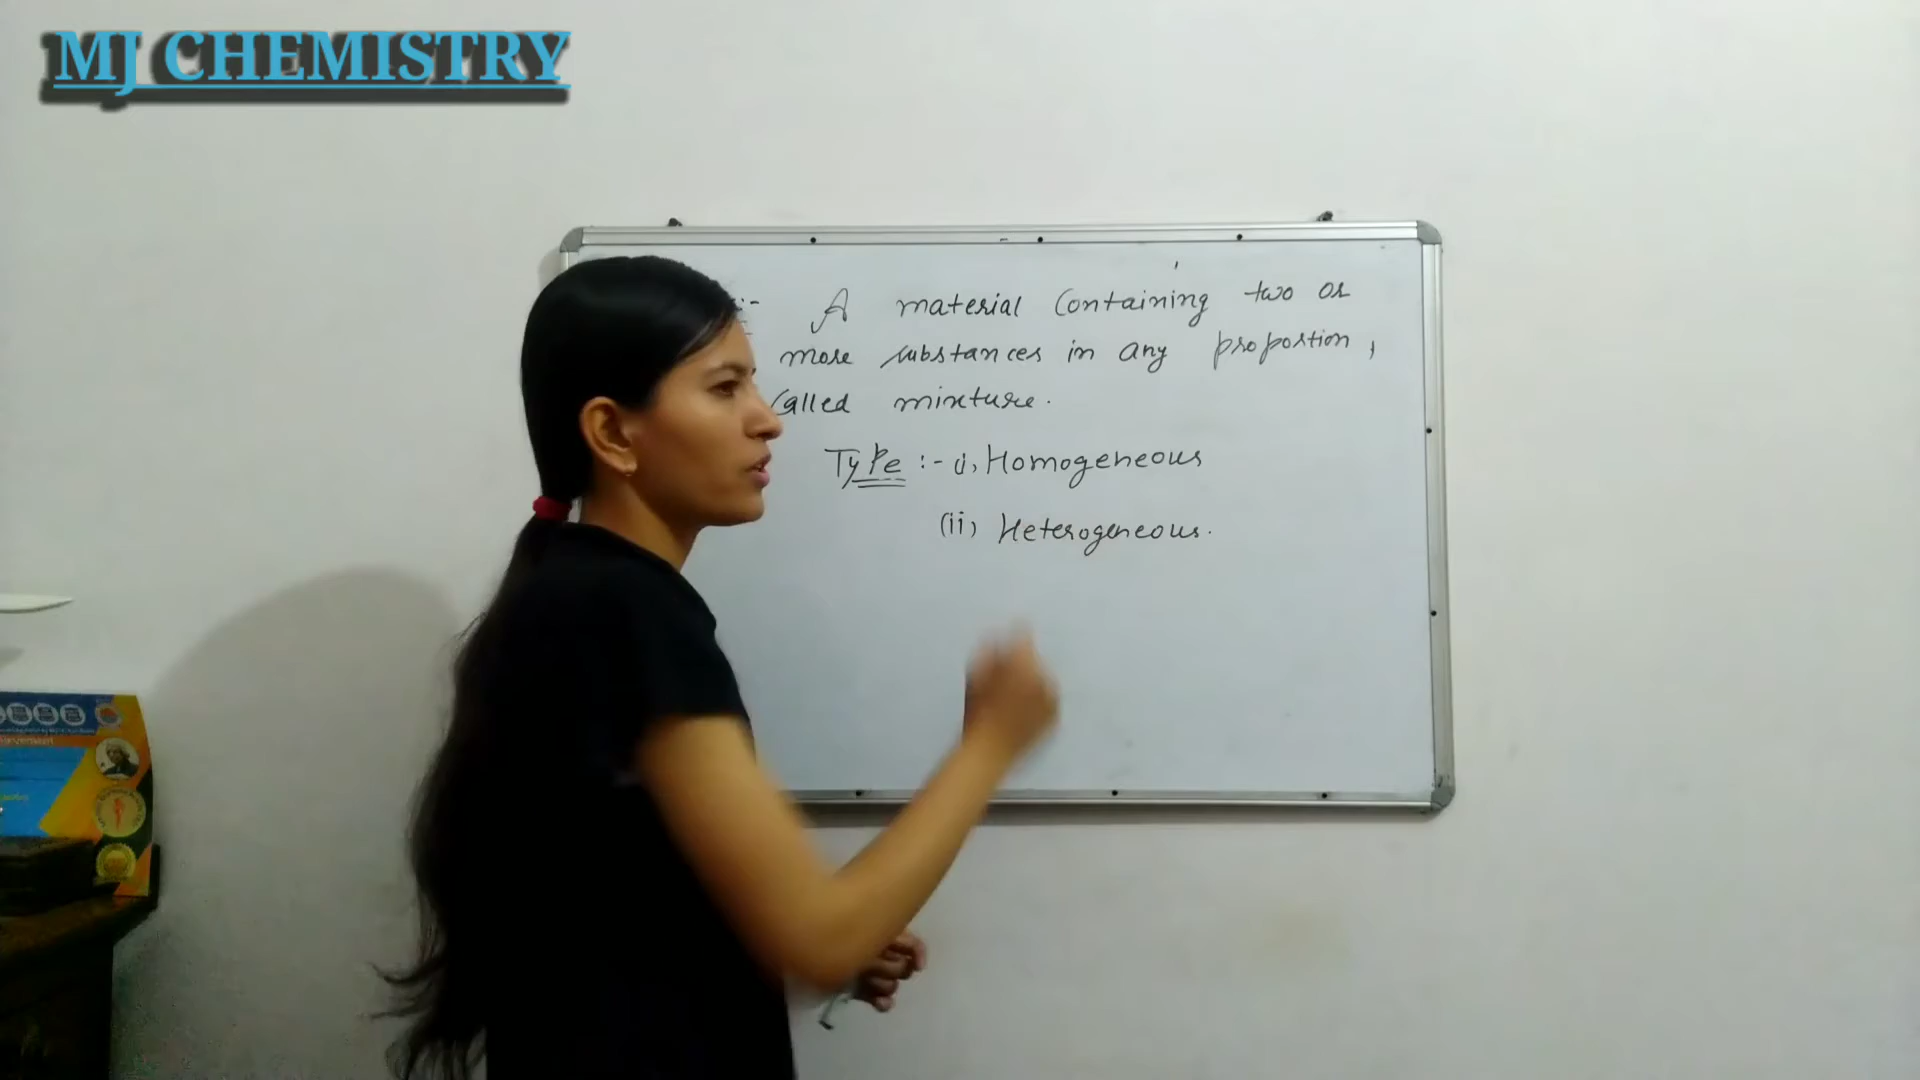 MJ CHEMISTRY
:- A material Containing two or
more substances in any proportion,
Called mixture.
Type :- (i) Homogeneous
(ii) Heterogeneous.